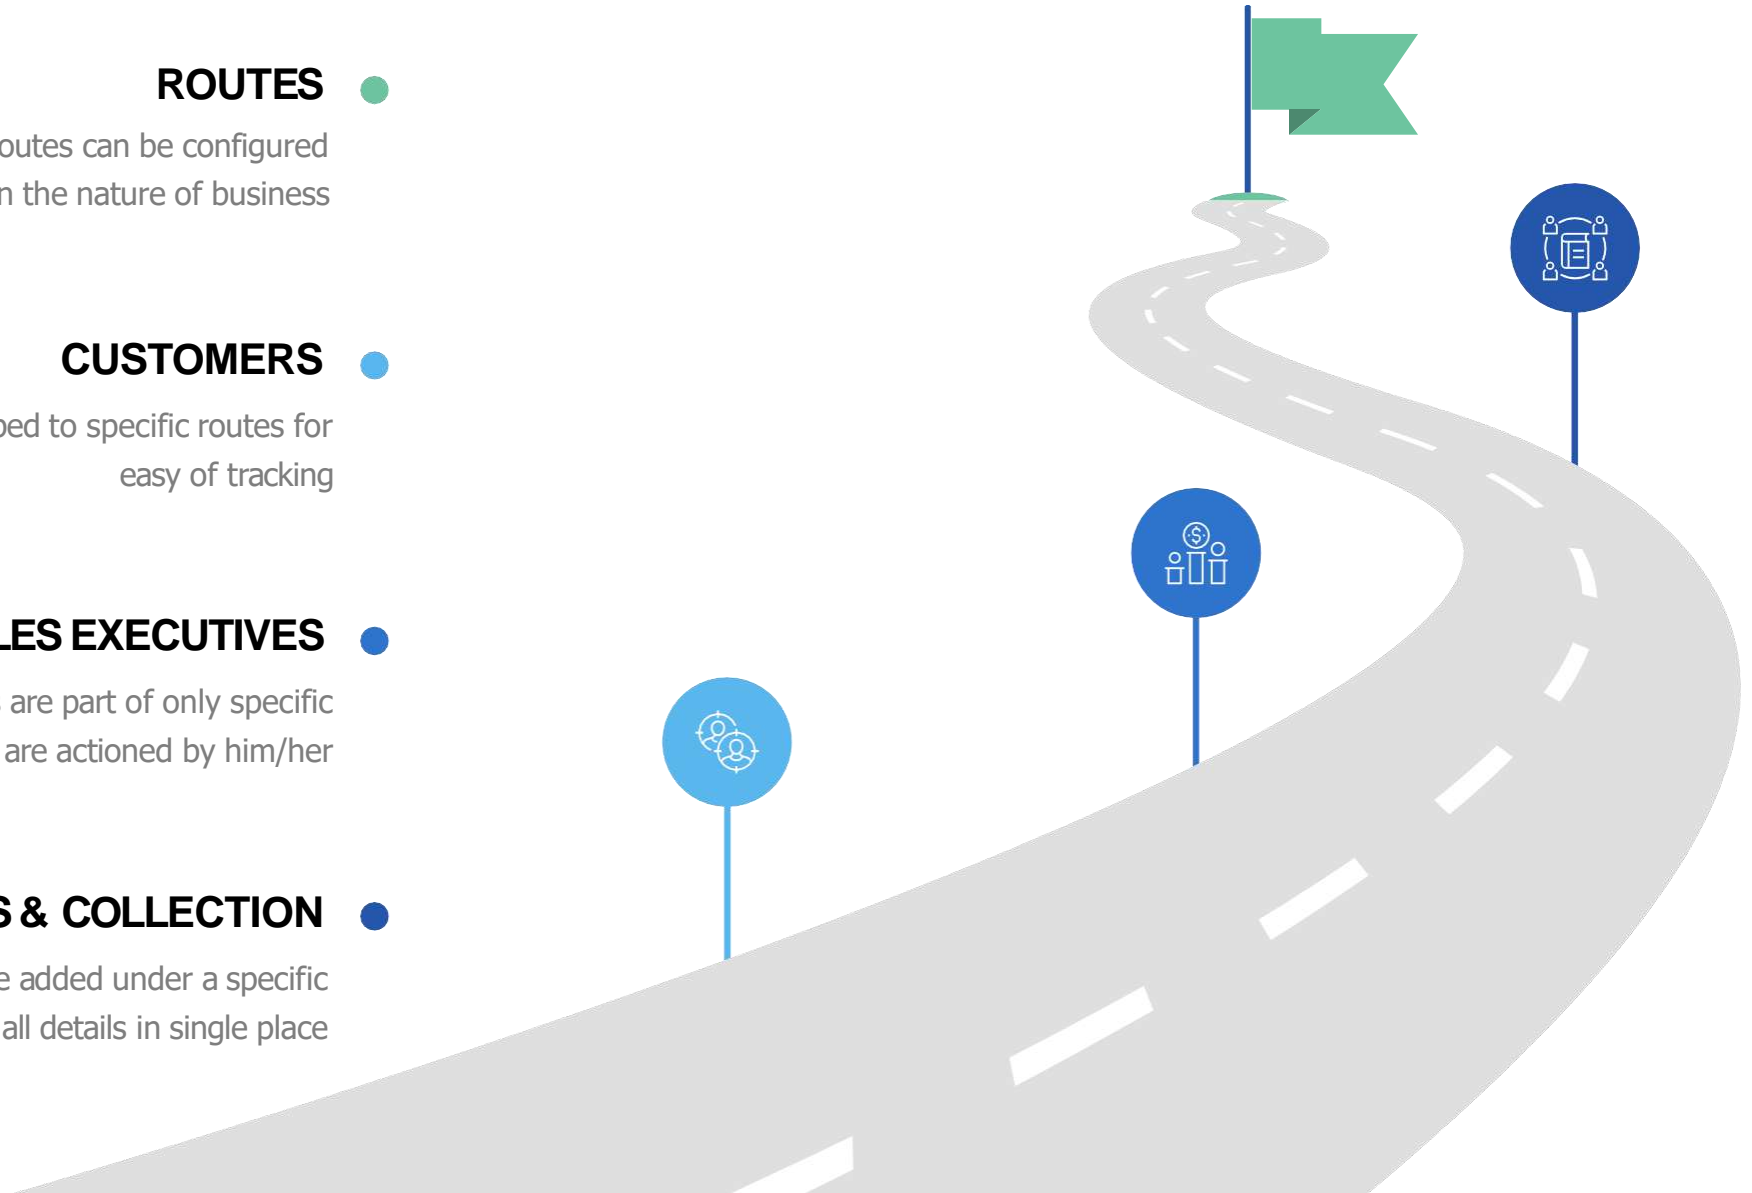 ROUTES
outes can be configured
n the nature of business
CUSTOMERS
ped to specific routes for
easy of tracking
LES EXECUTIVES
are part of only specific
are actioned by him/her
S & COLLECTION
e added under a specific
all details in single place
$